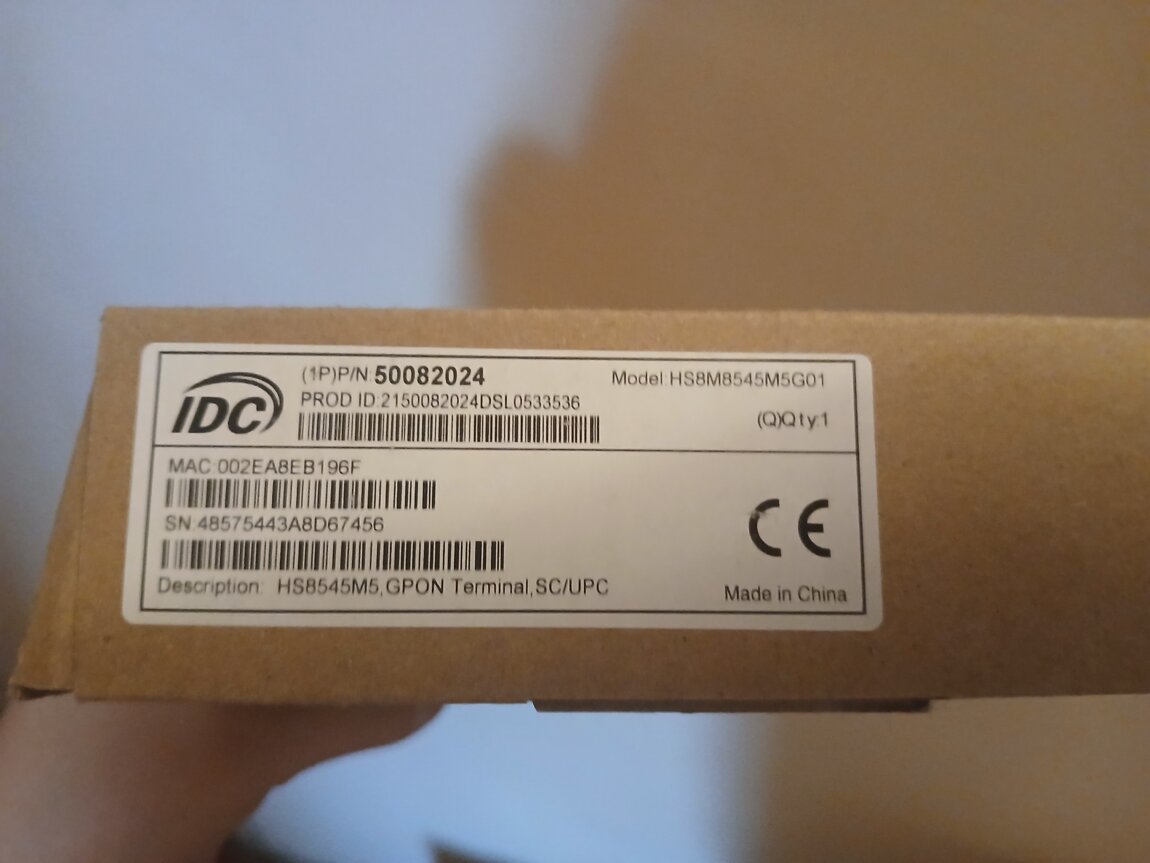 IDC
(1P)P/N:50082024
Model:HS8M8545M5G01
PROD ID:2150082024DSL0533536
(Q)Qty:1
MAC:002EA8EB196F
SN:48575443A8D67456
CE
Description: HS8545M5,GPON Terminal,SC/UPC
Made in China